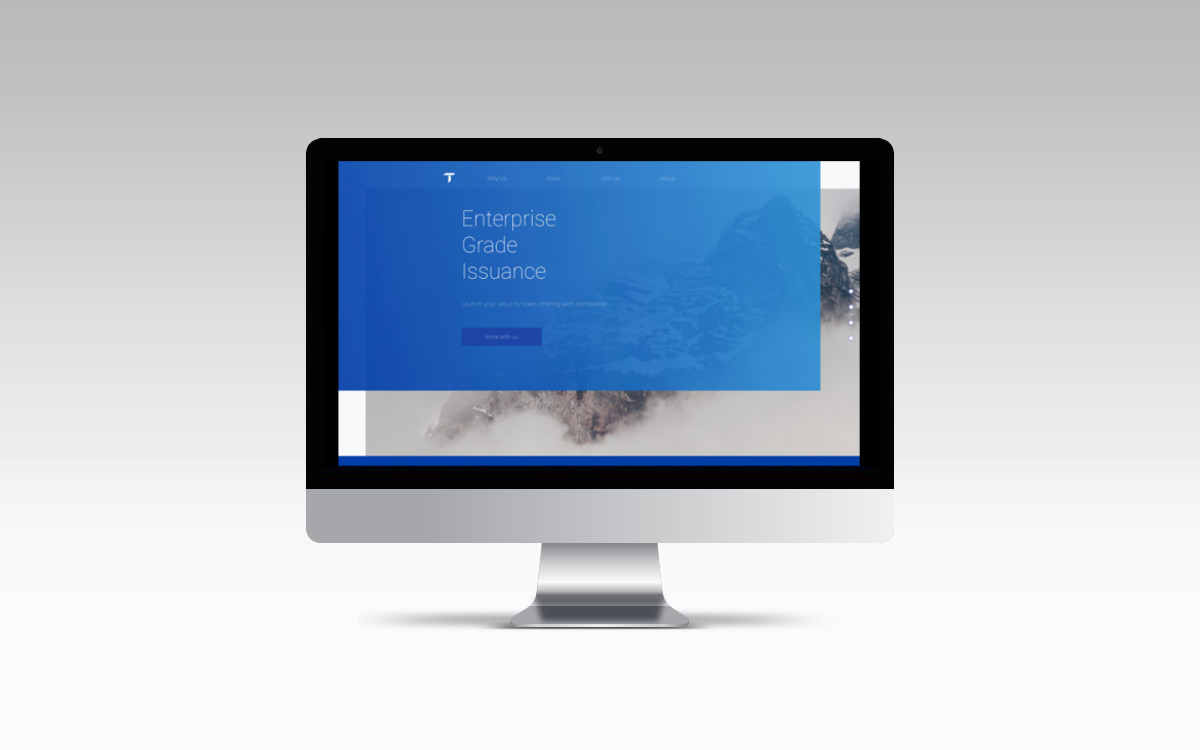 T
Why Us
Know
Join Us
About
Enterprise
Grade
Issuance
Launch your security token offering with confidence
Work with us